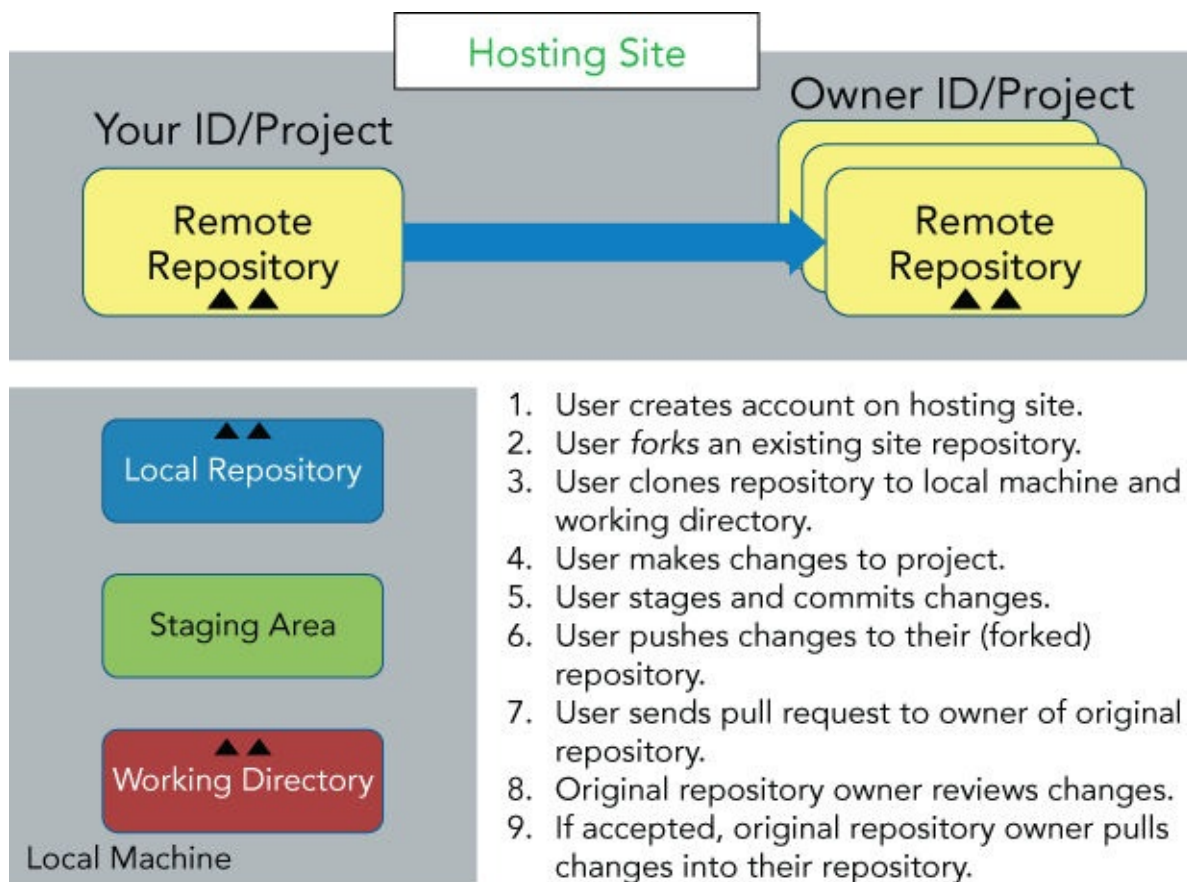 Hosting Site
Your ID/Project
Owner ID/Project
Remote
Repository
Remote
Repository
Local Repository
Staging Area
Working Directory
Local Machine
1. User creates account on hosting site.
2. User forks an existing site repository.
3. User clones repository to local machine and
working directory.
4. User makes changes to project.
5. User stages and commits changes.
6. User pushes changes to their (forked)
repository.
7. User sends pull request to owner of original
repository.
8. Original repository owner reviews changes.
9. If accepted, original repository owner pulls
changes into their repository.